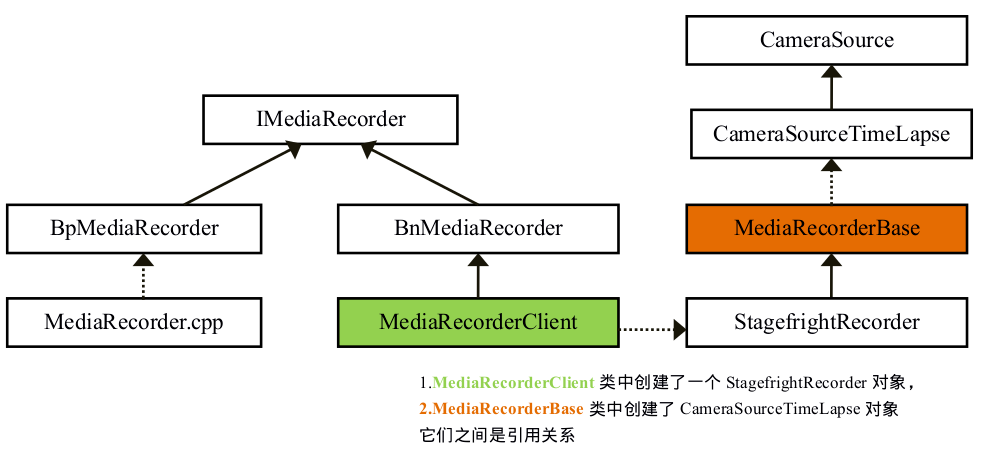 CameraSource
IMediaRecorder
CameraSourceTimeLapse
BpMediaRecorder
BnMediaRecorder
MediaRecorderBase
MediaRecorder.cpp
MediaRecorderClient
StagefrightRecorder
1.MediaRecorderClient 类中创建了一个 StagefrightRecorder 对象，
2.MediaRecorderBase 类中创建了 CameraSourceTimeLapse 对象
它们之间是引用关系